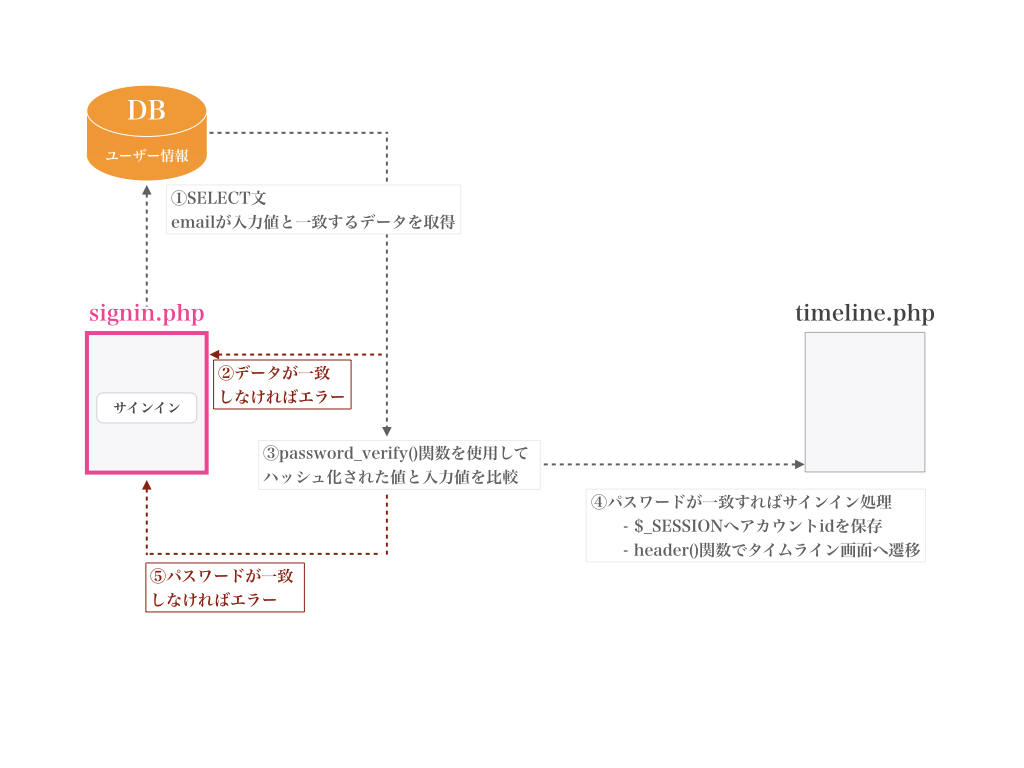 DB
ユーザー情報
①SELECT文
emailが入力値と一致するデータを取得
signin.php
サインイン
②データが一致
しなければエラー
③password_verify()関数を使用して
ハッシュ化された値と入力値を比較
timeline.php
④パスワードが一致すればサインイン処理
- $_SESSIONへアカウントidを保存
- header()関数でタイムライン画面へ遷移
⑤パスワードが一致
しなければエラー